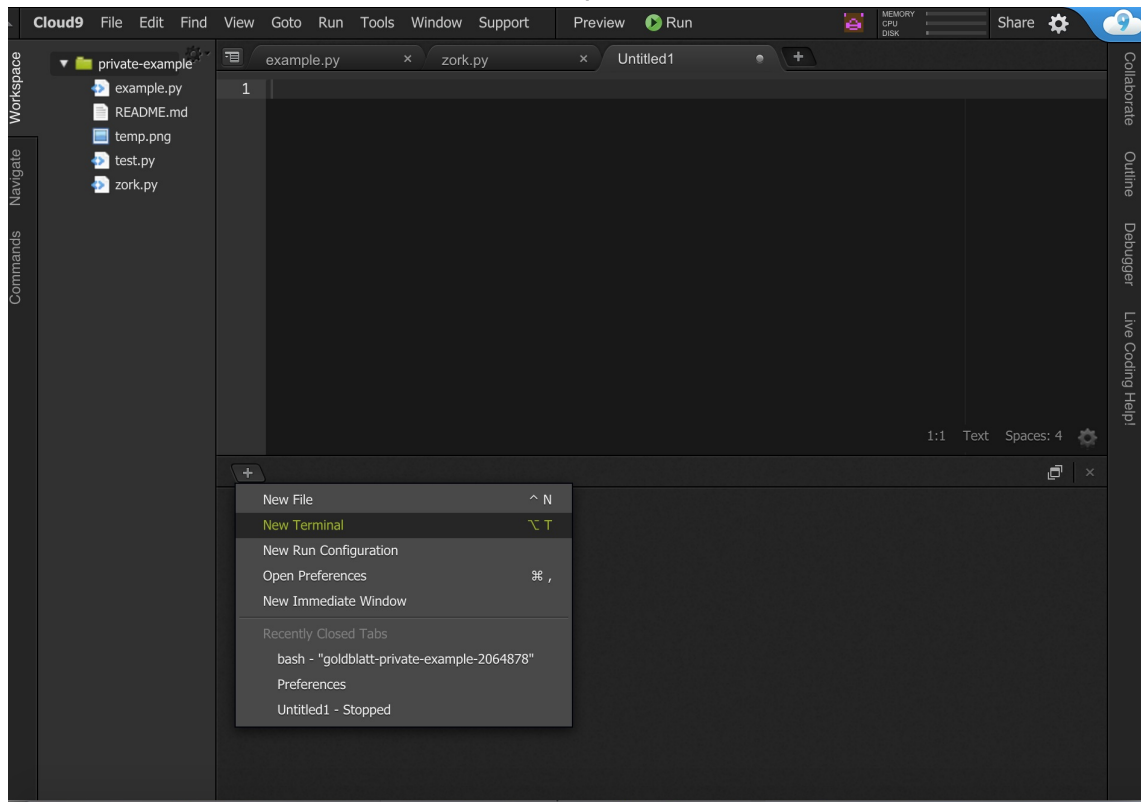 Cloud9 File Edit Find View Goto Run Tools Window Support Preview Run MEMORY CPU DISK Share 9
Workspace
Navigate
Commands
private-example
example.py
README.md
temp.png
test.py
zork.py
example.py × zork.py × Untitled1 +
1
1:1 Text Spaces: 4
+ ×
New File ^ N
New Terminal ⌥ T
New Run Configuration
Open Preferences ⌘ ,
New Immediate Window
Recently Closed Tabs
bash - "goldblatt-private-example-2064878"
Preferences
Untitled1 - Stopped
Collaborate
Outline
Debugger
Live Coding Help!